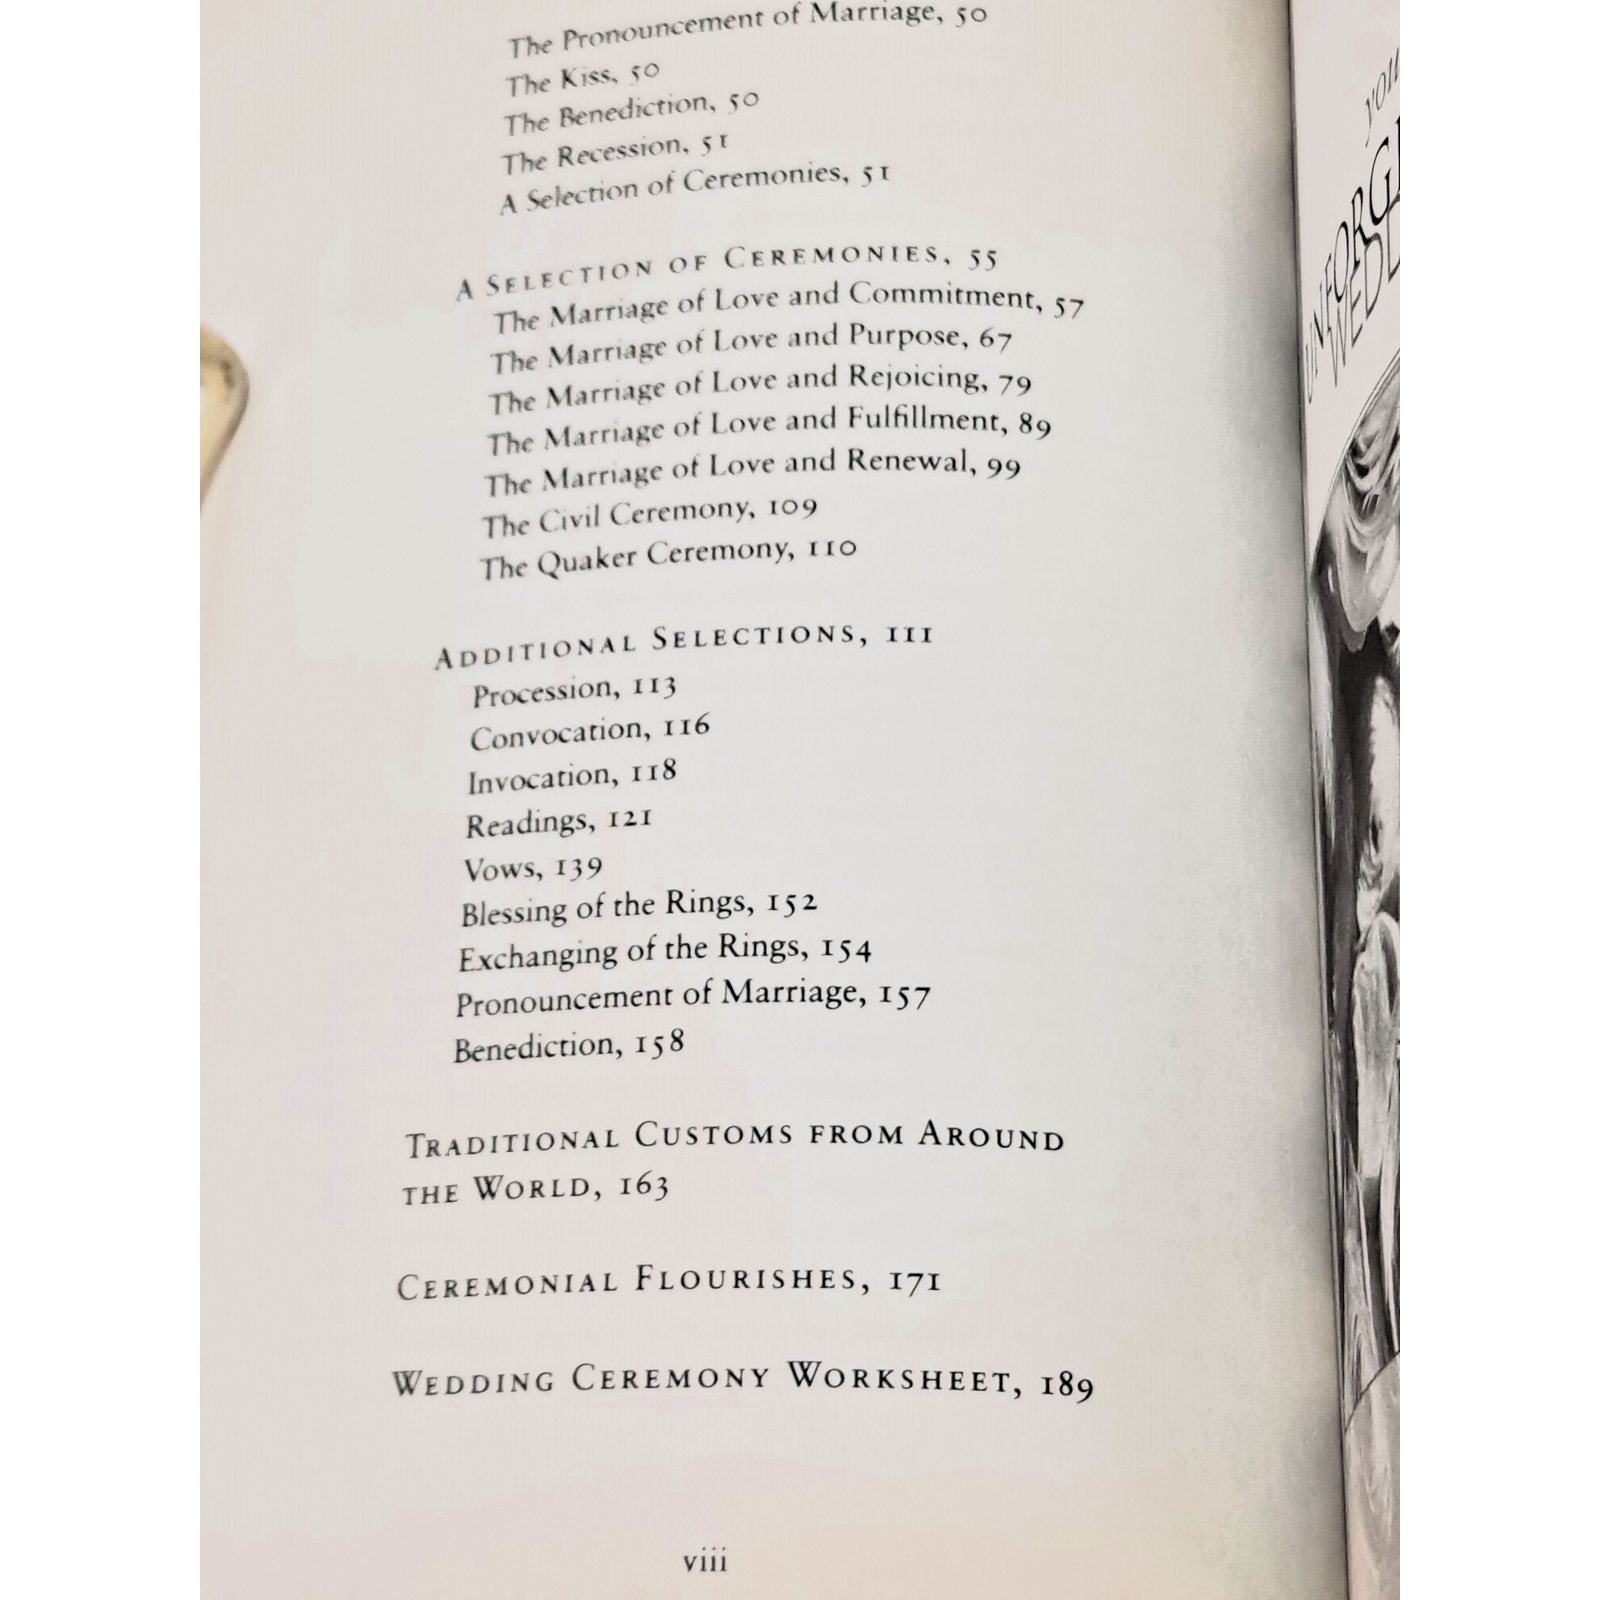 The Pronouncement of Marriage, 50
The Kiss, 50
The Benediction, 50
The Recession, 51
A Selection of Ceremonies, 51
A SELECTION OF CEREMONIES, 55
The Marriage of Love and Commitment, 57
The Marriage of Love and Purpose, 67
The Marriage of Love and Rejoicing, 79
The Marriage of Love and Fulfillment, 89
The Marriage of Love and Renewal, 99
The Civil Ceremony, 109
The Quaker Ceremony, 110
ADDITIONAL SELECTIONS, 111
Procession, 113
Convocation, 116
Invocation, 118
Readings, 121
Vows, 139
Blessing of the Rings, 152
Exchanging of the Rings, 154
Pronouncement of Marriage, 157
Benediction, 158
TRADITIONAL CUSTOMS FROM AROUND
THE WORLD, 163
CEREMONIAL FLOURISHES, 171
WEDDING CEREMONY WORKSHEET, 189
viii